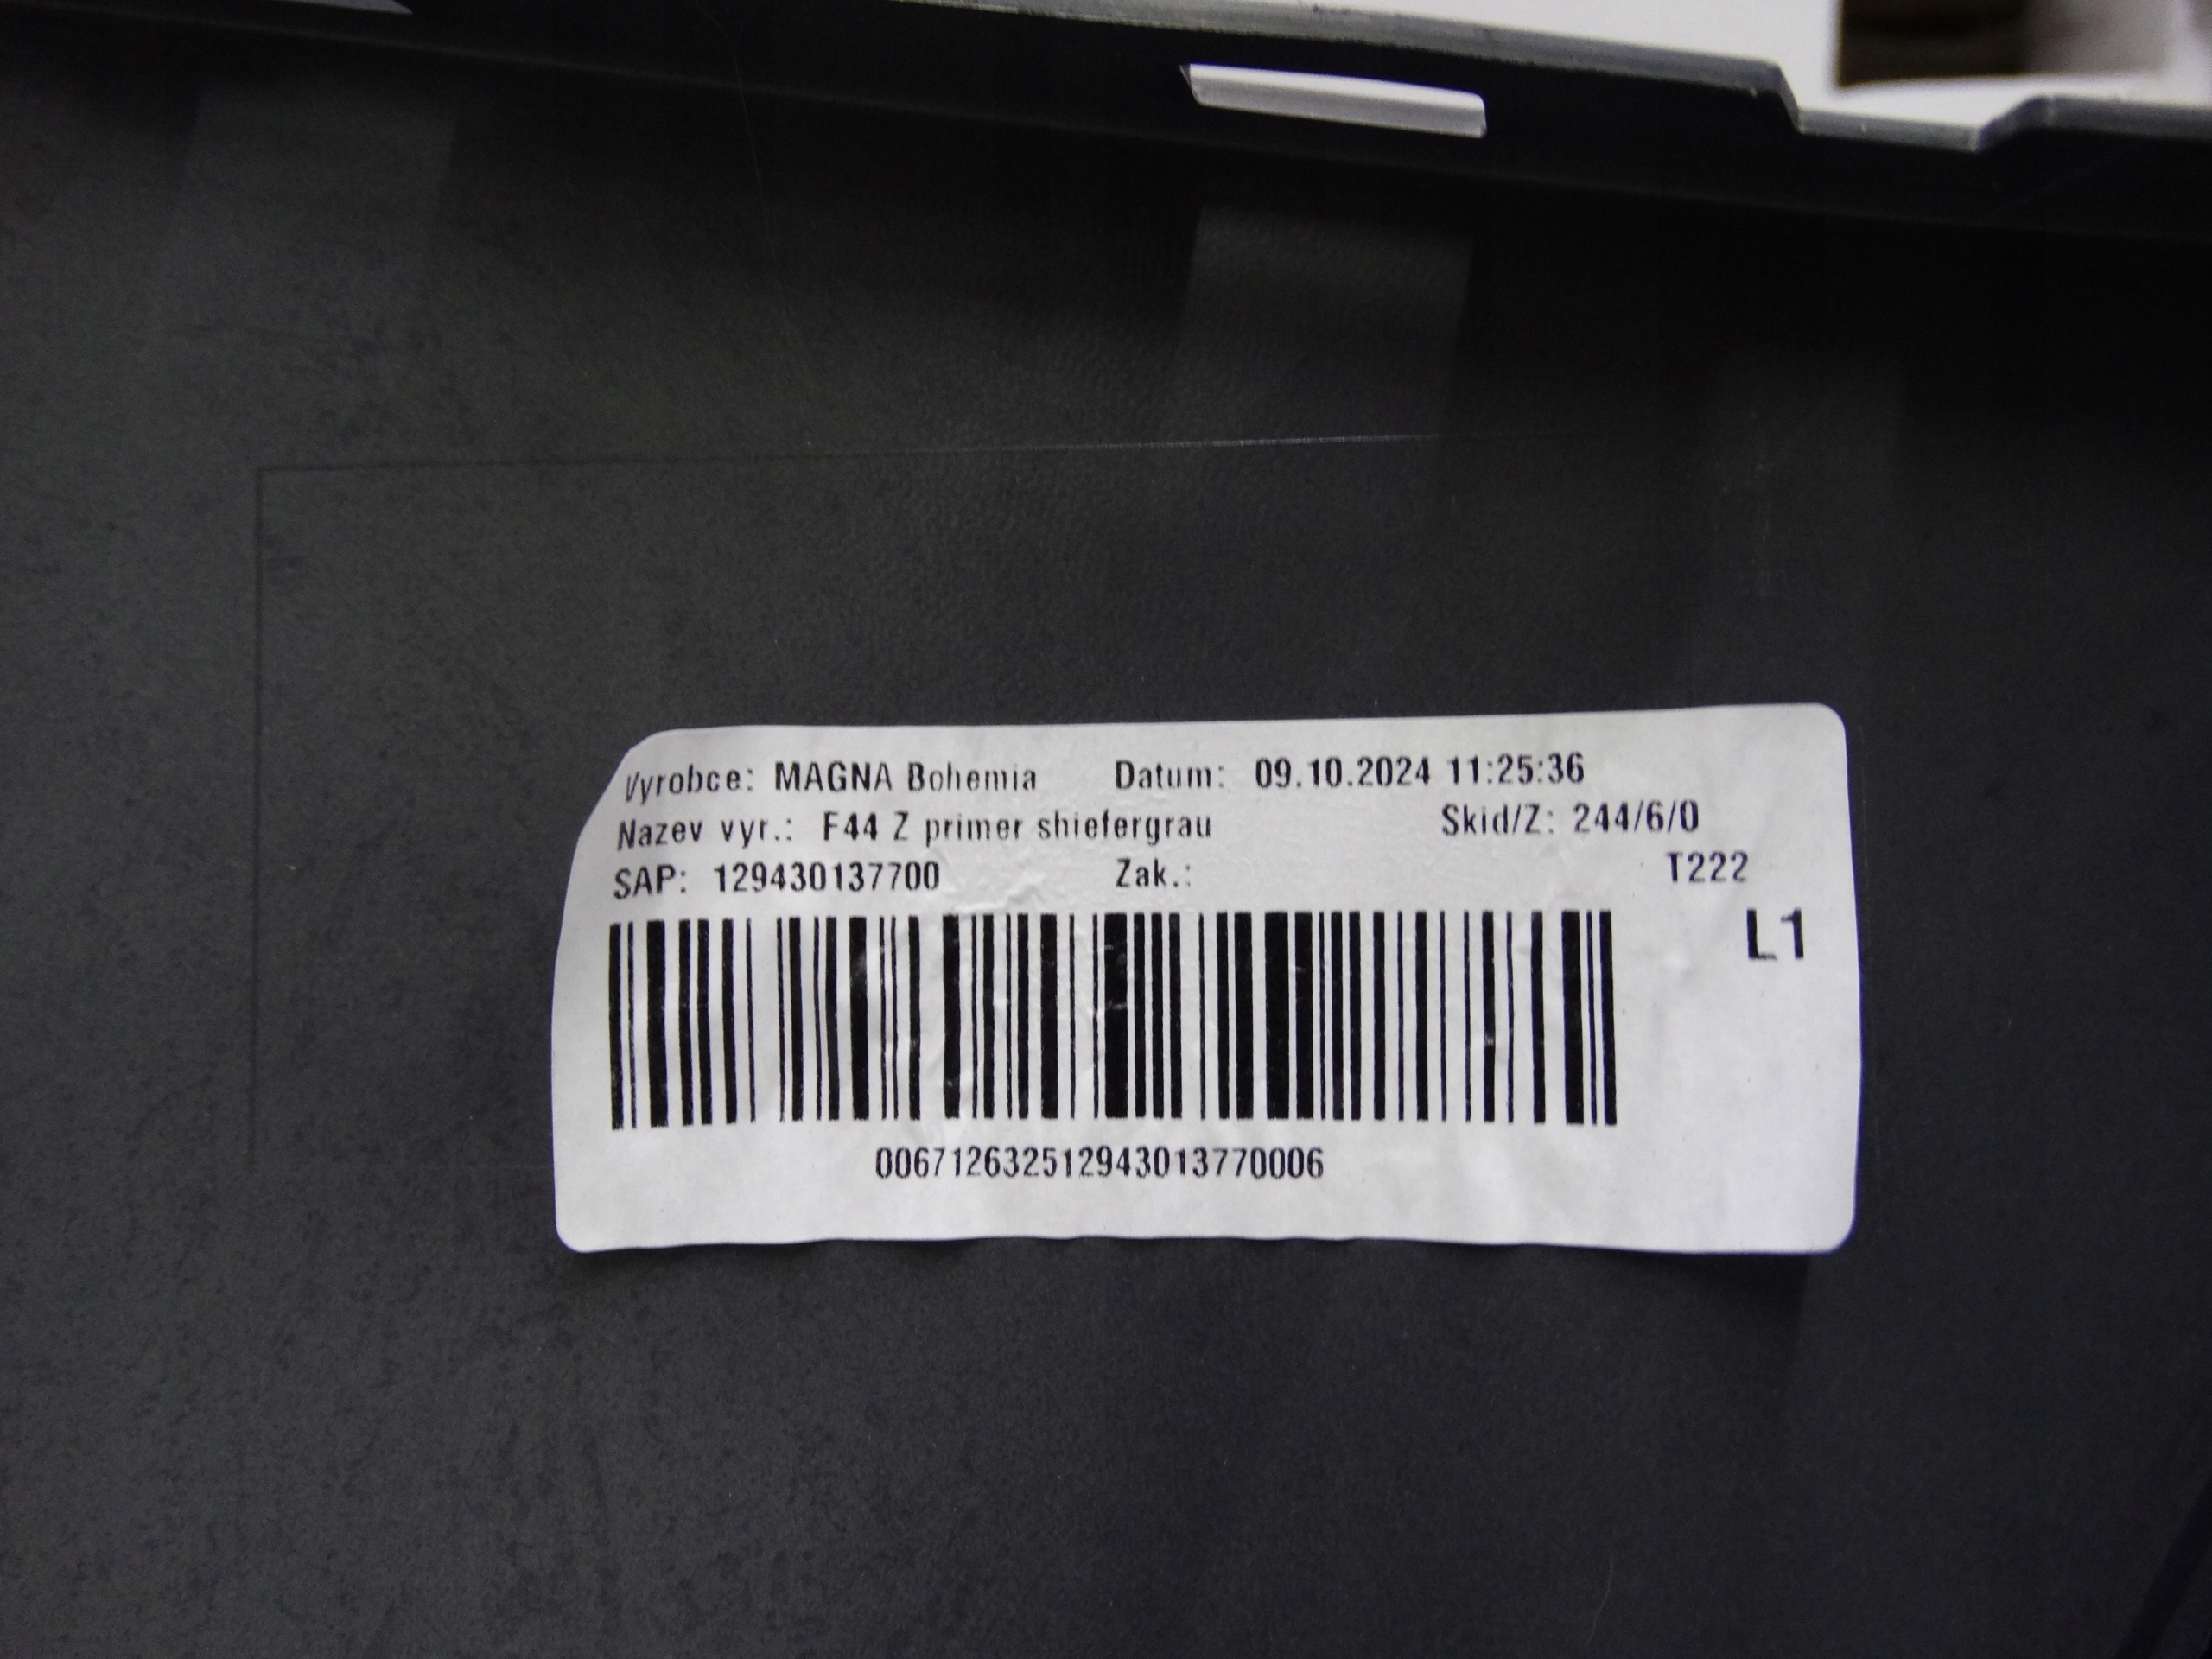 Vyrobce: MAGNA Bohemia Datum: 09.10.2024 11:25:36
Nazev vyr.: F44 Z primer shiefergrau Skid/Z: 244/6/0
SAP: 129430137700 Zak.: T222
L1
006712632512943013770006